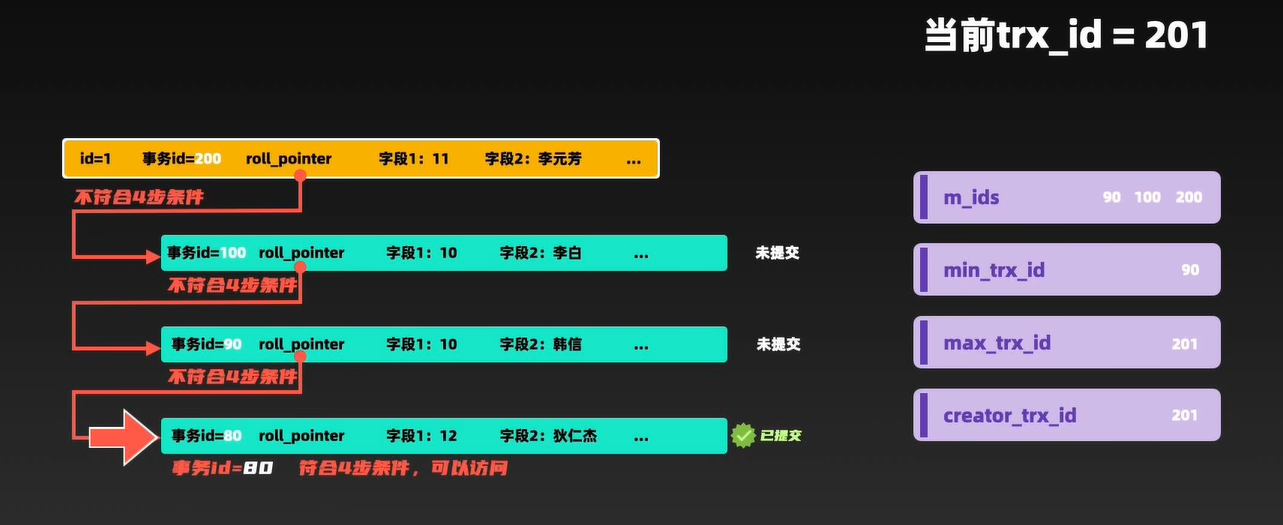 当前trx_id = 201
id=1 事务id=200 roll_pointer 字段1：11 字段2：李元芳 ...
不符合4步条件
事务id=100 roll_pointer 字段1：10 字段2：李白 ... 未提交
不符合4步条件
事务id=90 roll_pointer 字段1：10 字段2：韩信 ... 未提交
不符合4步条件
事务id=80 roll_pointer 字段1：12 字段2：狄仁杰 ... 已提交
事务id=80 符合4步条件，可以访问
m_ids 90 100 200
min_trx_id 90
max_trx_id 201
creator_trx_id 201